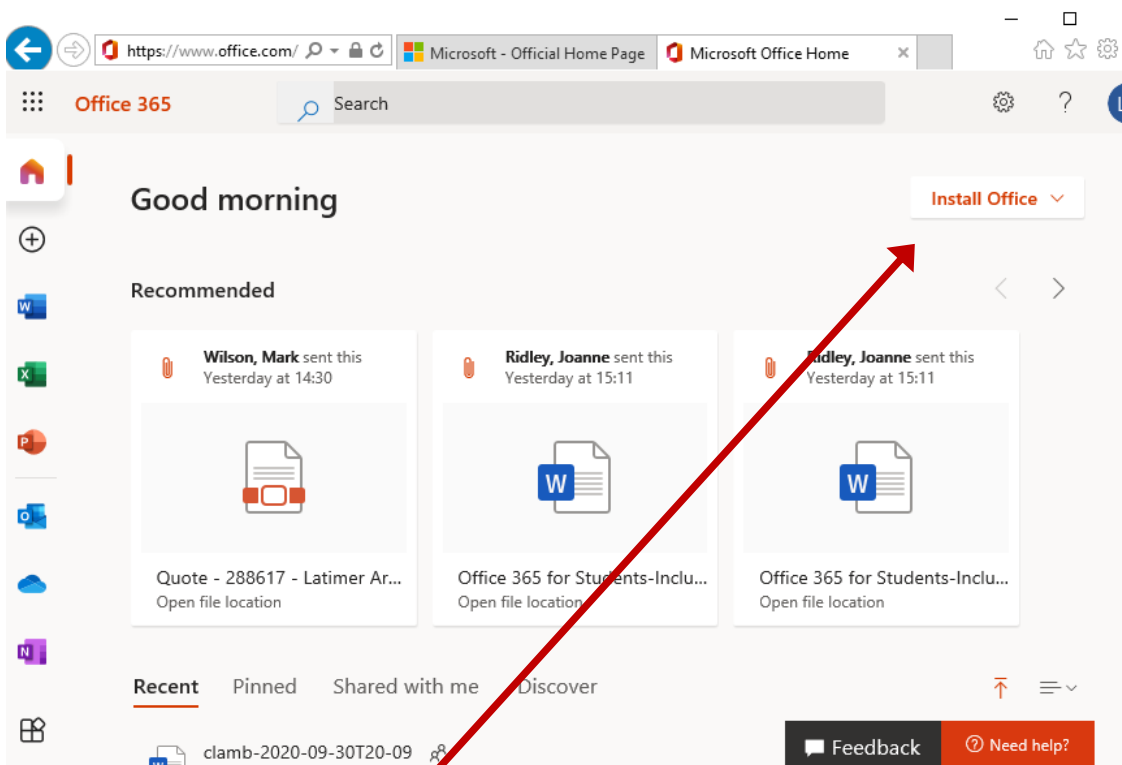 https://www.office.com/
Microsoft - Official Home Page
Microsoft Office Home
Office 365
Search
?
L
Good morning
Install Office
Recommended
Wilson, Mark sent this
Yesterday at 14:30
Ridley, Joanne sent this
Yesterday at 15:11
Ridley, Joanne sent this
Yesterday at 15:11
W
X
P
O
N
W
W
Quote - 288617 - Latimer Ar...
Open file location
Office 365 for Students-Inclu...
Open file location
Office 365 for Students-Inclu...
Open file location
Recent Pinned Shared with me Discover
clamb-2020-09-30T20-09
Feedback
Need help?